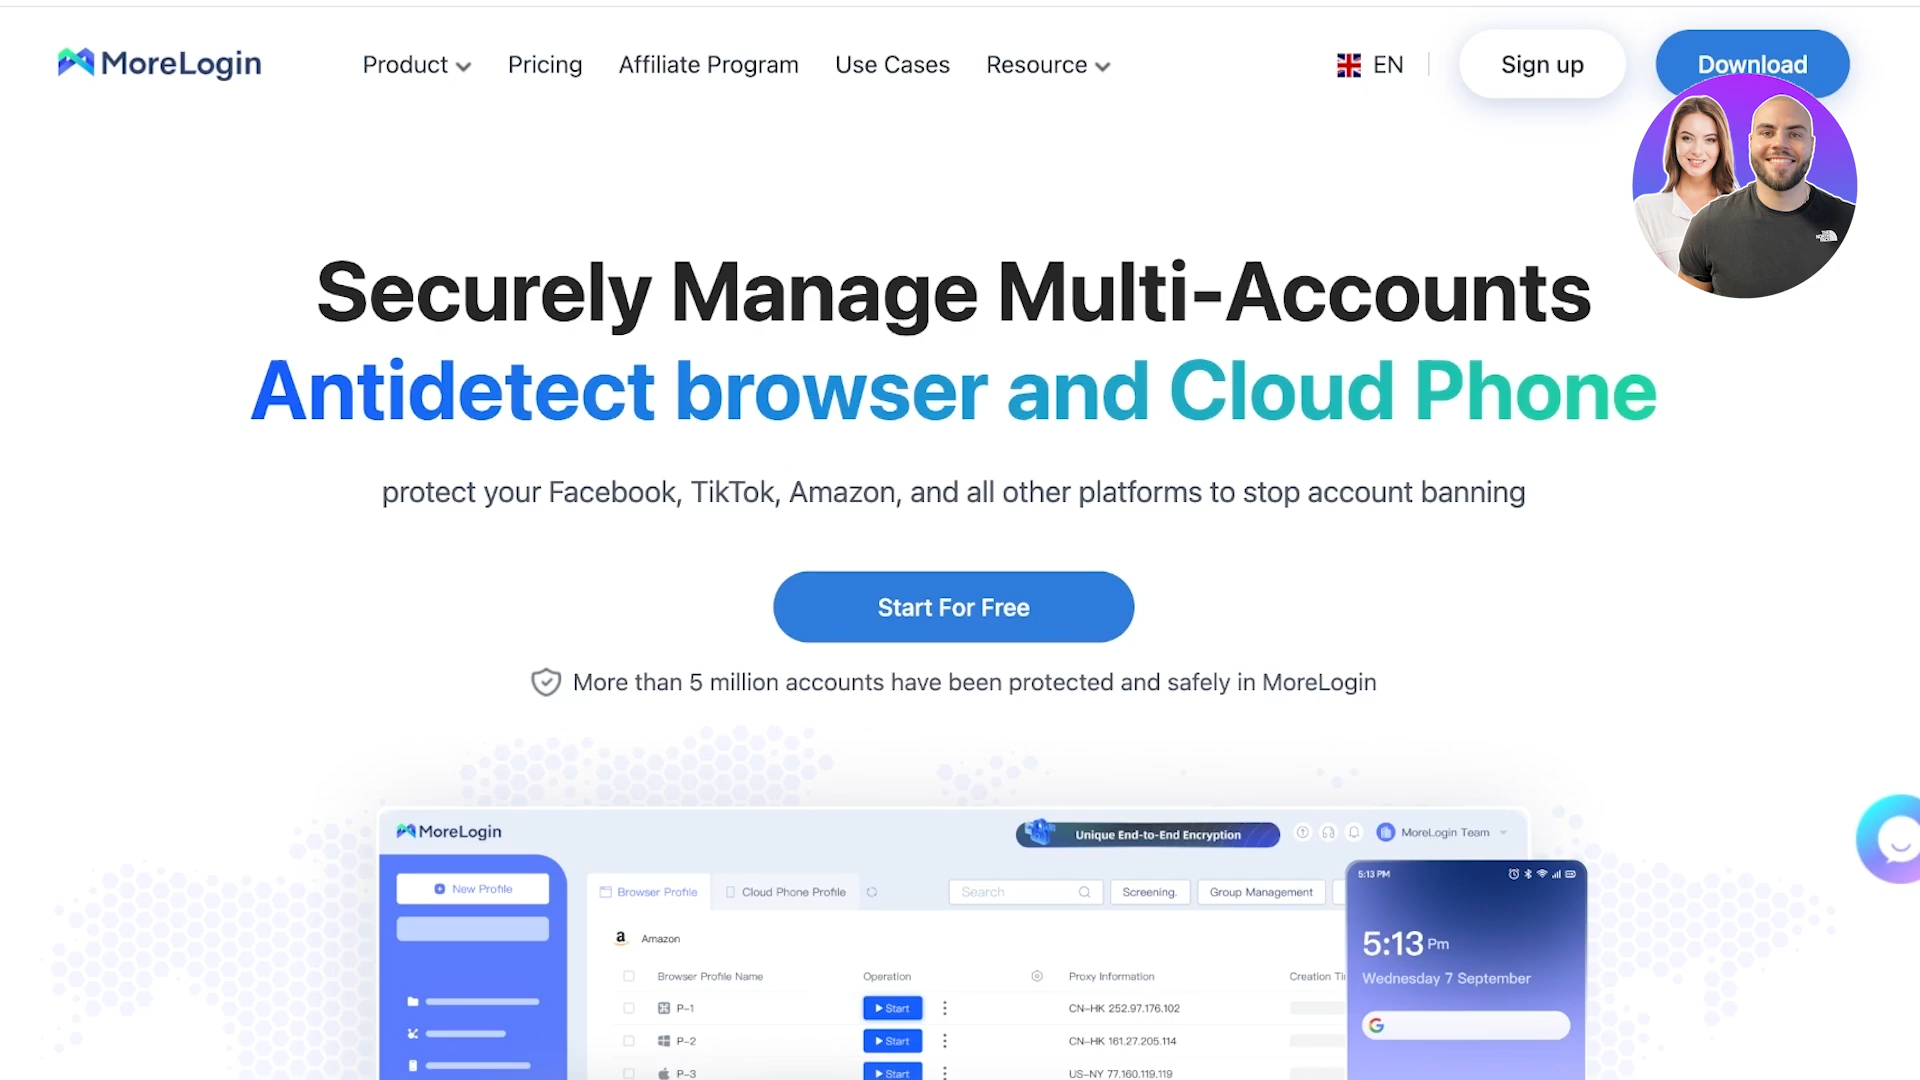 MoreLogin
Product
Pricing
Affiliate Program
Use Cases
Resource
EN
Sign up
Download
THE NORTH FACE
Securely Manage Multi-Accounts
Antidetect browser and Cloud Phone
protect your Facebook, TikTok, Amazon, and all other platforms to stop account banning
Start For Free
More than 5 million accounts have been protected and safely in MoreLogin
MoreLogin
Unique End-to-End Encryption
MoreLogin Team
New Profile
Browser Profile
Cloud Phone Profile
Search
Screening.
Group Management
5:13 PM
a Amazon
5:13 Pm
Wednesday 7 September
Browser Profile Name
Operation
Proxy Information
Creation Ti
P-1
Start
CN-HK 252.97.176.102
G
P-2
Start
CN-HK 161.27.205.114
P-3
Start
US-NY 77.160.119.119